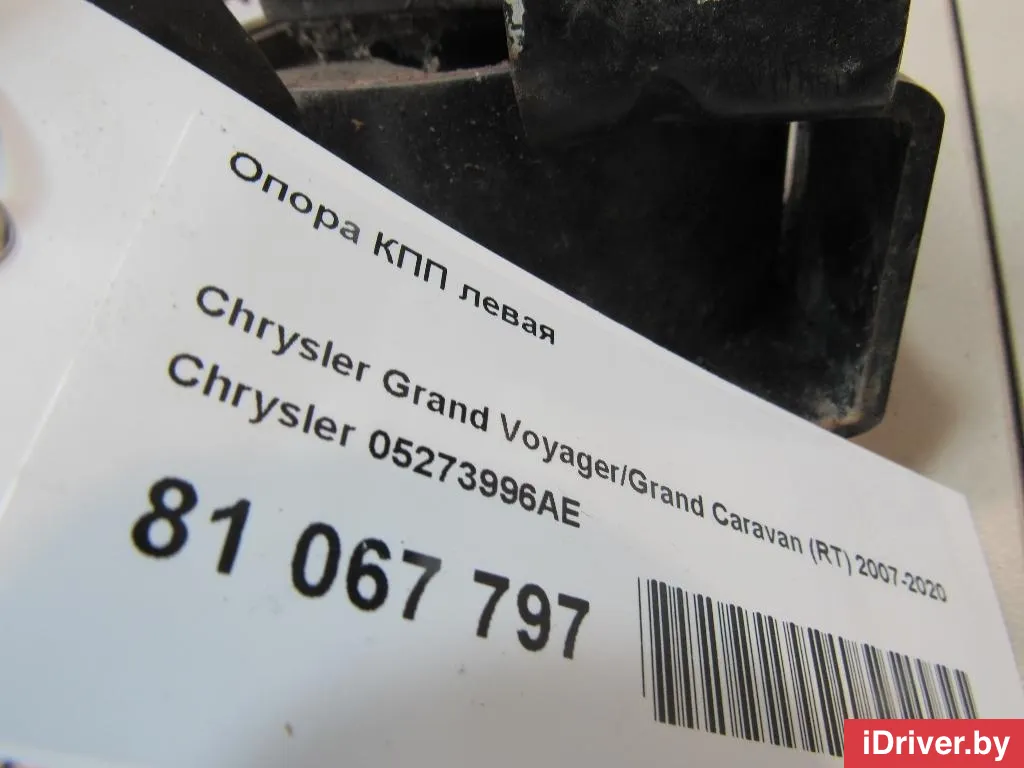 Опора КПП левая
Chrysler Grand Voyager/Grand Caravan (RT) 2007-2020
Chrysler 05273996AE
81 067 797
iDriver.by